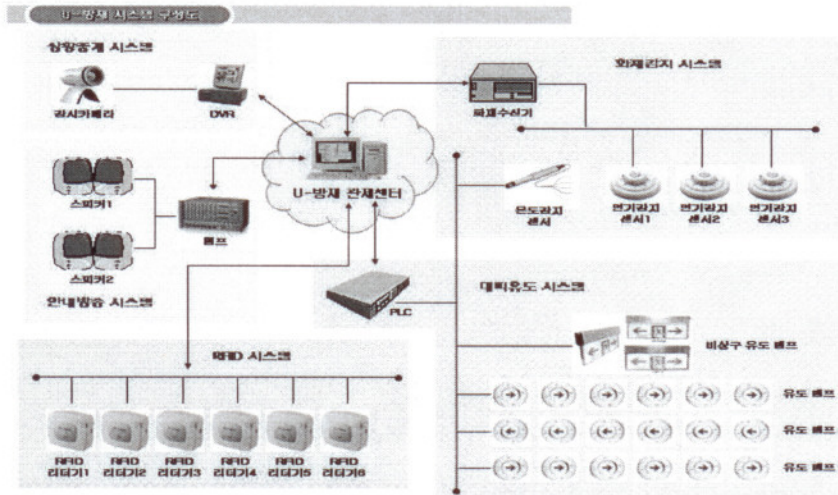 U-방재 시스템 구성도
상황중계 시스템
감시카메라
DVR
스피커1
스피커2
앰프
안내방송 시스템
U-방재 관제센터
화재감지 시스템
화재수신기
온도감지
센서
연기감지
센서1
연기감지
센서2
연기감지
센서3
PLC
대피유도 시스템
비상구 유도 램프
유도 램프
유도 램프
유도 램프
RFID 시스템
RFID
리더기1
RFID
리더기2
RFID
리더기3
RFID
리더기4
RFID
리더기5
RFID
리더기6